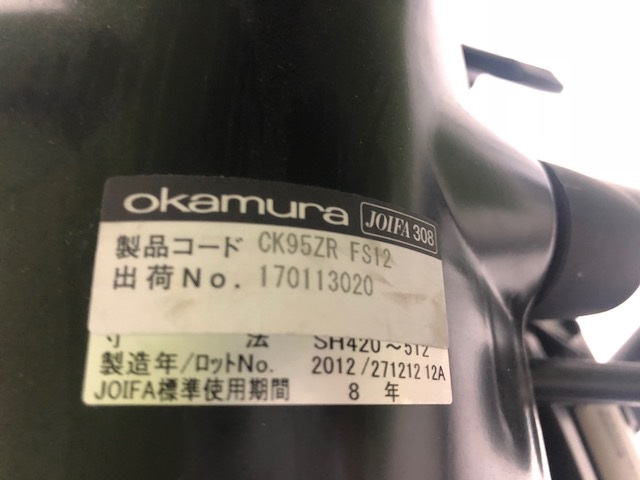 okamura JOIFA 308
製品コード CK95ZR FS12
出荷No. 170113020
寸 法 SH420～512
製造年/ロットNo. 2012/271212 12A
JOIFA標準使用期間 8 年